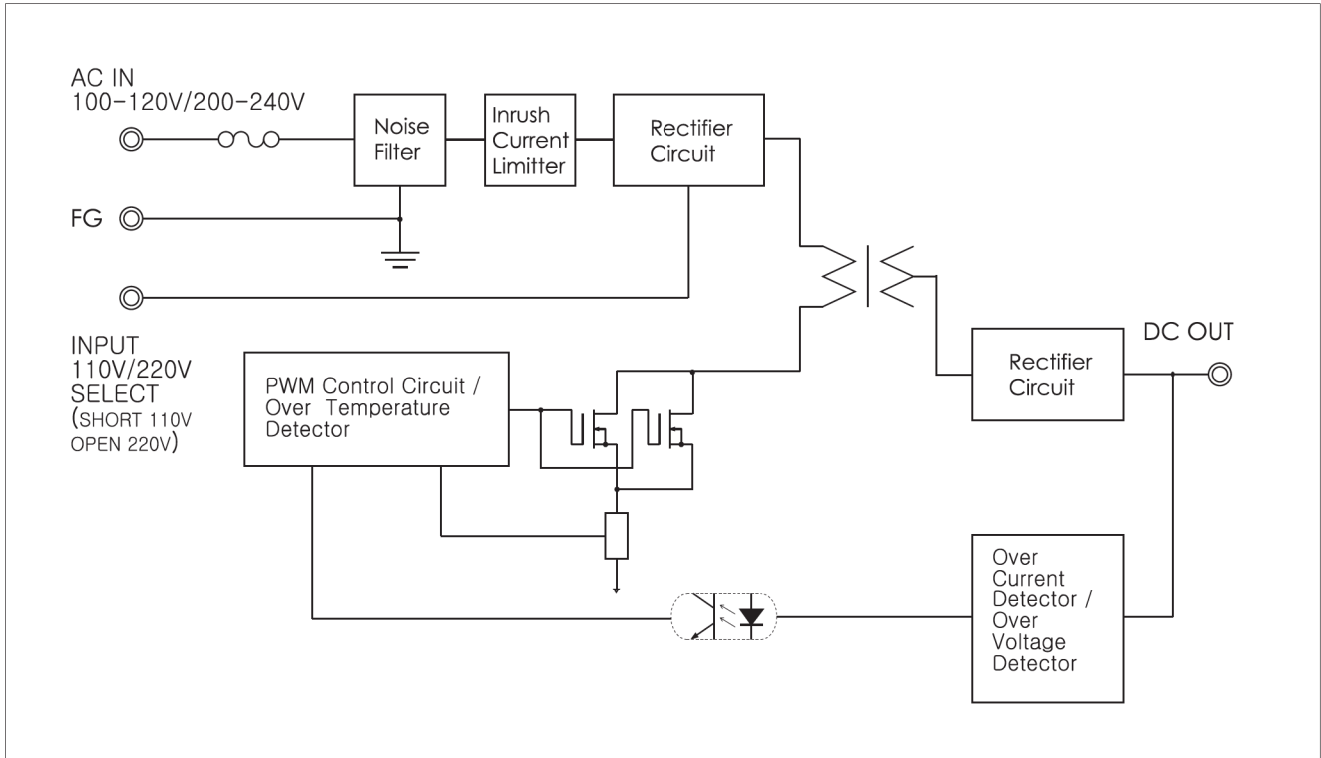 AC IN
100-120V/200-240V
Noise
Filter
Inrush
Current
Limitter
Rectifier
Circuit
FG
INPUT
110V/220V
SELECT
(SHORT 110V
OPEN 220V)
PWM Control Circuit /
Over Temperature
Detector
Rectifier
Circuit
DC OUT
Over
Current
Detector /
Over
Voltage
Detector